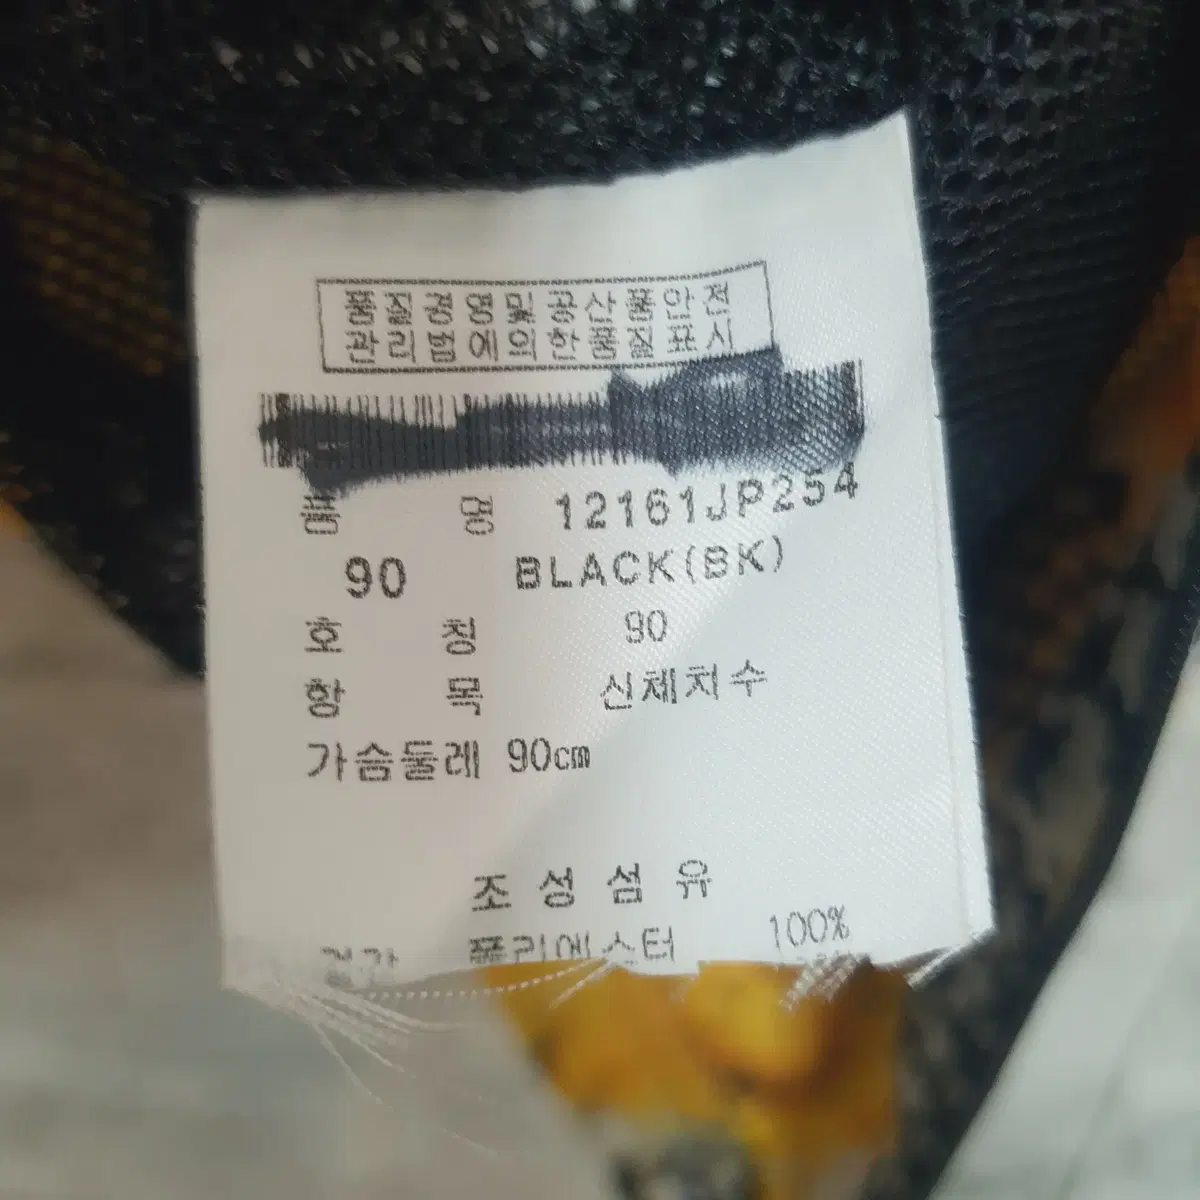 품질경영및공산품안전
관리법에의한품질표시
품 명 12161JP254
90 BLACK(BK)
호 칭 90
항 목 신체치수
가슴둘레 90cm
조성섬유
겉감 폴리에스터 100%